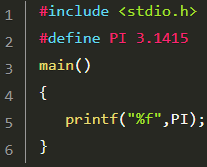 1 #include <stdio.h>
2 #define PI 3.1415
3 main()
4 {
5 printf("%f",PI);
6 }